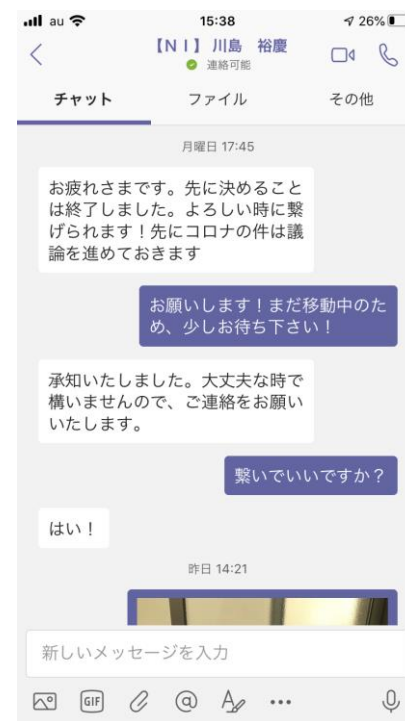 au 15:38 26%
【NI】川島 裕慶
連絡可能
チャット ファイル その他
月曜日 17:45
お疲れさまです。先に決めること
は終了しました。よろしい時に繋
げられます！先にコロナの件は議
論を進めておきます
お願いします！まだ移動中のた
め、少しお待ち下さい！
承知いたしました。大丈夫な時で
構いませんので、ご連絡をお願い
いたします。
繋いでいいですか？
はい！
昨日 14:21
新しいメッセージを入力
GIF